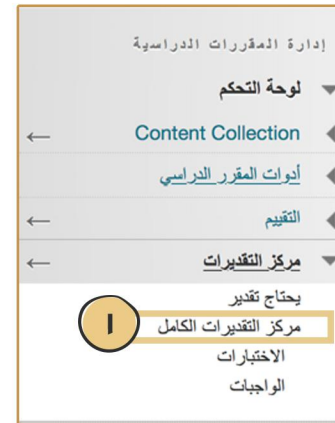 إدارة المقررات الدراسية
لوحة التحكم
Content Collection
أدوات المقرر الدراسي
التقييم
مركز التقديرات
يحتاج تقدير
مركز التقديرات الكامل
١
الاختبارات
الواجبات